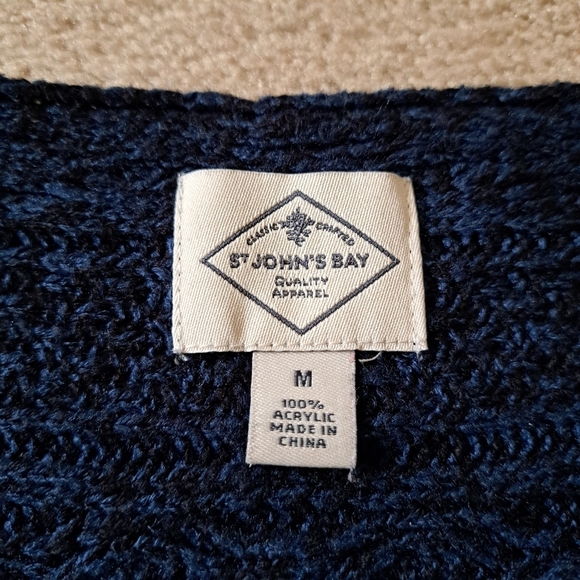 CLASSIC CRAFTED
ST JOHN'S BAY
QUALITY
APPAREL
M
100%
ACRYLIC
MADE IN
CHINA